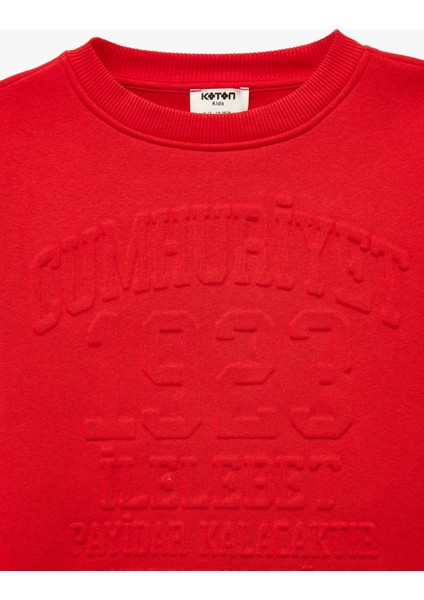 KOTON
Kids
CUMHURİYET
1923
İLELEBET
PAYİDAR KALACAKTIR